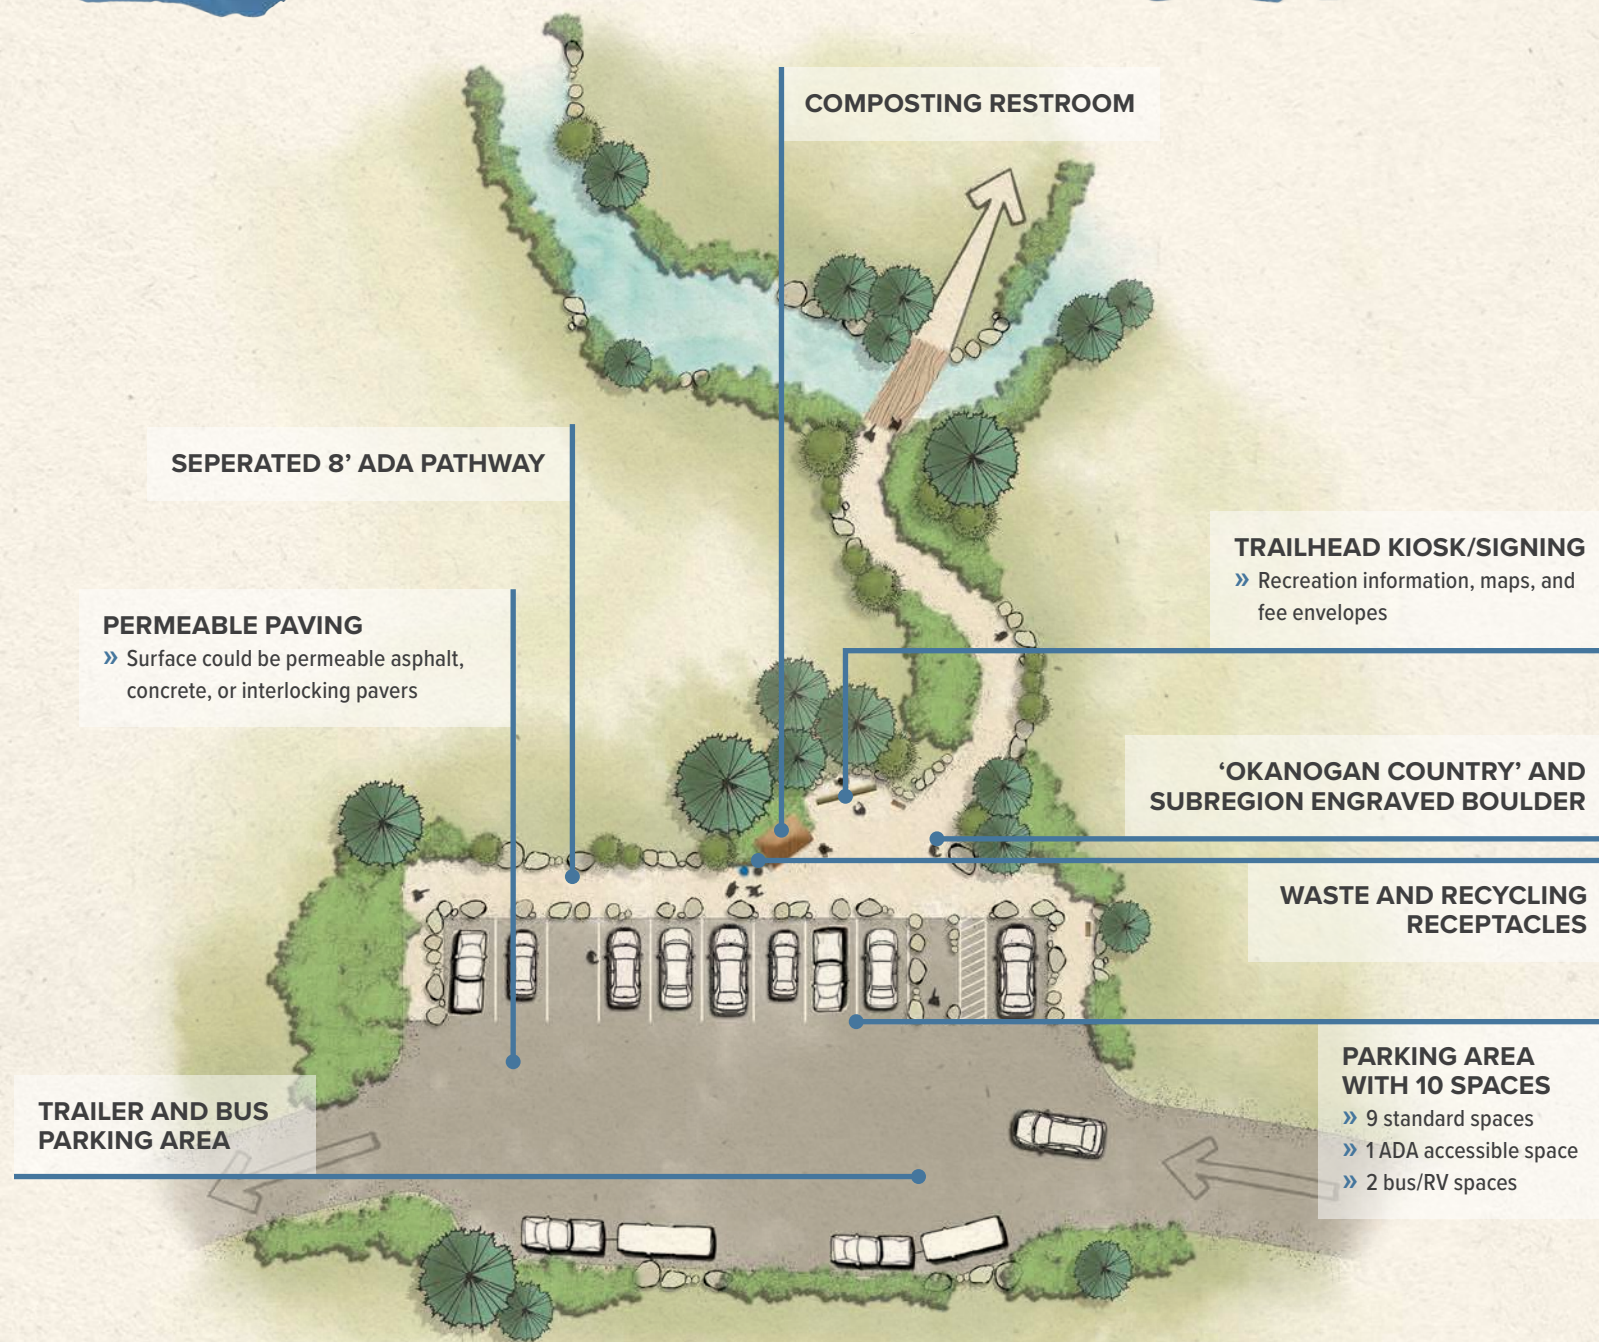 COMPOSTING RESTROOM
SEPERATED 8’ ADA PATHWAY
TRAILHEAD KIOSK/SIGNING
» Recreation information, maps, and
fee envelopes
PERMEABLE PAVING
» Surface could be permeable asphalt,
concrete, or interlocking pavers
‘OKANOGAN COUNTRY’ AND
SUBREGION ENGRAVED BOULDER
WASTE AND RECYCLING
RECEPTACLES
PARKING AREA
WITH 10 SPACES
» 9 standard spaces
» 1 ADA accessible space
» 2 bus/RV spaces
TRAILER AND BUS
PARKING AREA